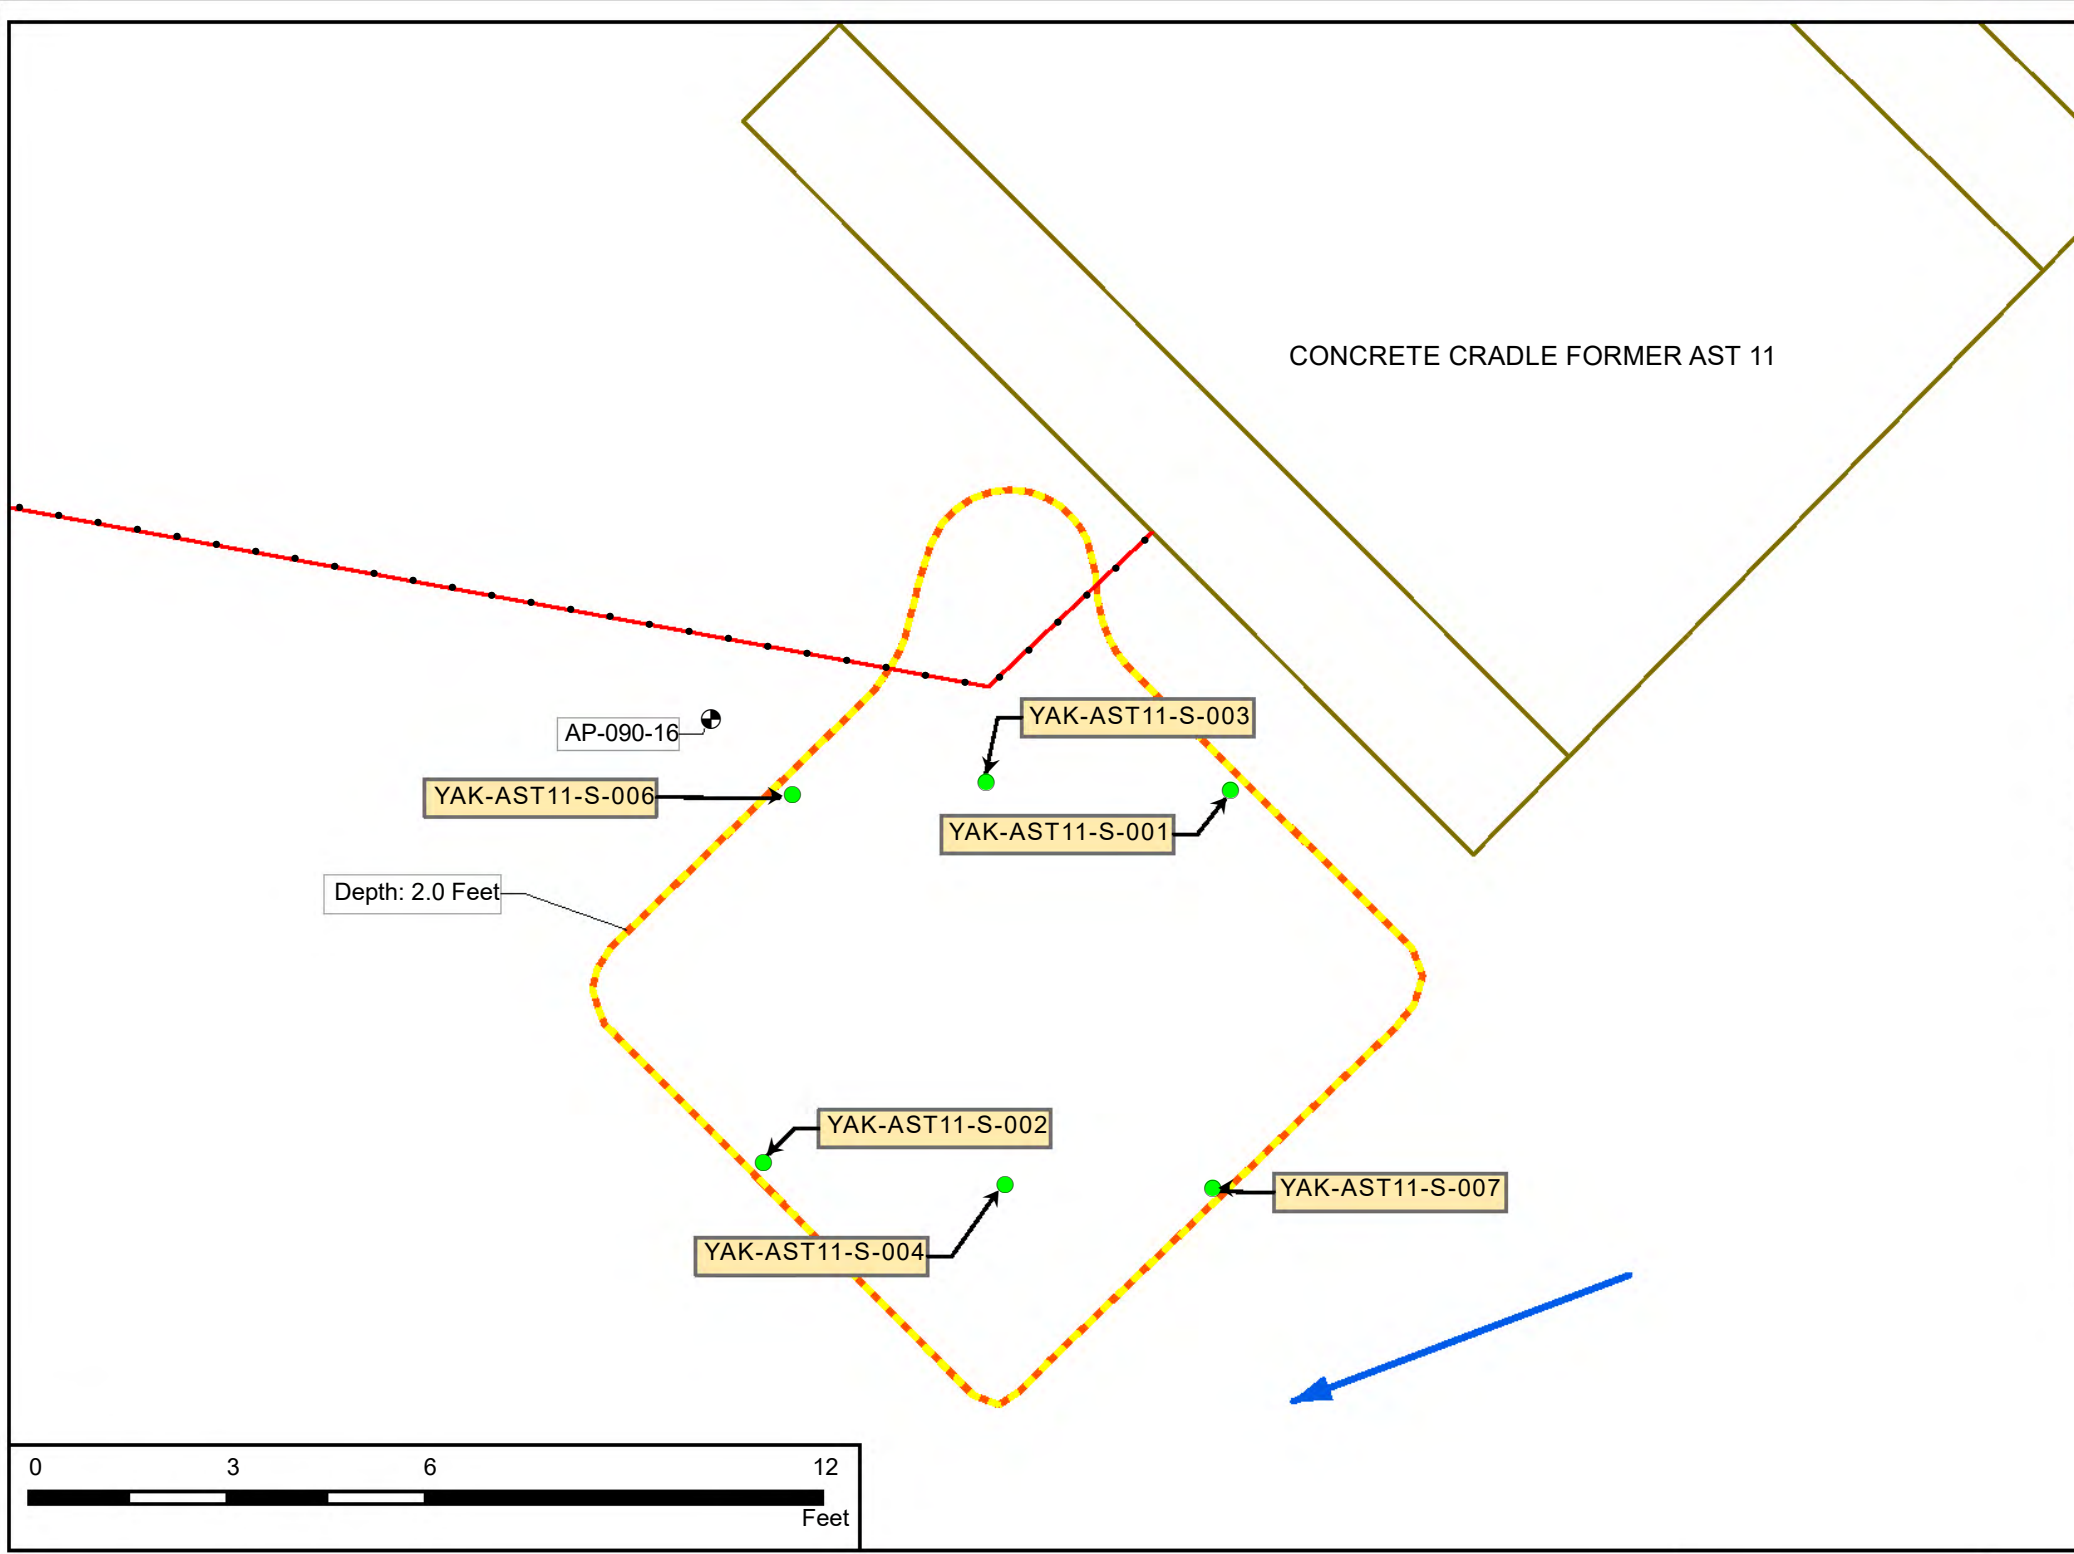 CONCRETE CRADLE FORMER AST 11
YAK-AST11-S-003
AP-090-16
YAK-AST11-S-006
YAK-AST11-S-001
Depth: 2.0 Feet
YAK-AST11-S-002
YAK-AST11-S-007
YAK-AST11-S-004
0 3 6 12
Feet